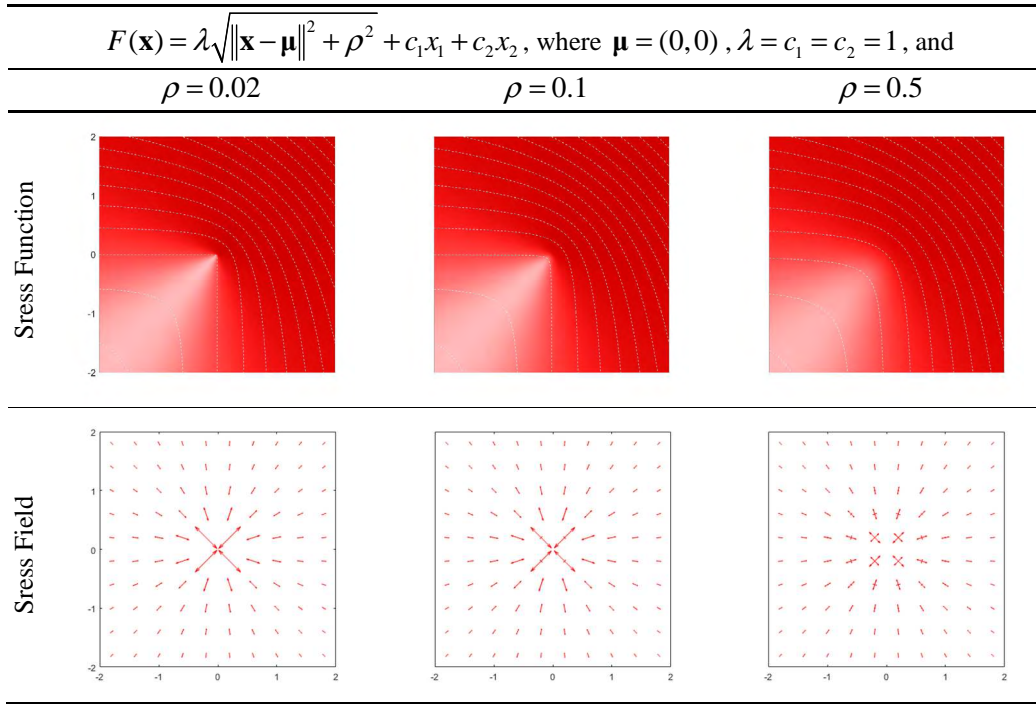 F(x) = λ√(‖x−μ‖² + ρ²) + c₁x₁ + c₂x₂, where μ = (0,0), λ = c₁ = c₂ = 1, and
ρ = 0.02 ρ = 0.1 ρ = 0.5
Sress Function
2
1
0
-1
-2
Sress Field
2
1
0
-1
-2
-2 -1 0 1 2 -2 -1 0 1 2 -2 -1 0 1 2